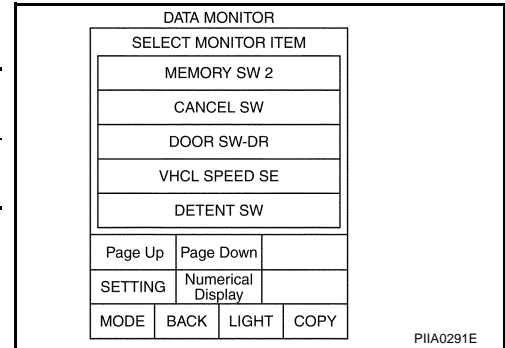 DATA MONITOR
SELECT MONITOR ITEM
MEMORY SW 2
CANCEL SW
DOOR SW-DR
VHCL SPEED SE
DETENT SW
Page Up Page Down
SETTING Numerical Display
MODE BACK LIGHT COPY
PIIA0291E